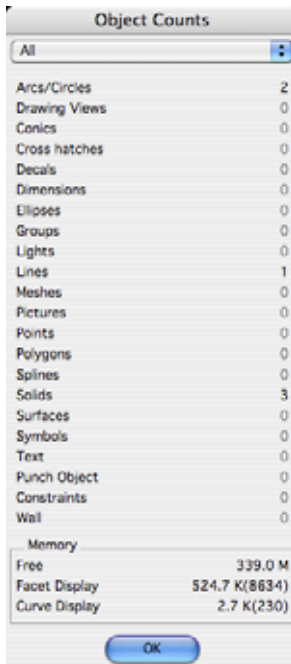 Object Counts
All
Arcs/Circles 2
Drawing Views 0
Conics 0
Cross hatches 0
Decals 0
Dimensions 0
Ellipses 0
Groups 0
Lights 0
Lines 1
Meshes 0
Pictures 0
Points 0
Polygons 0
Splines 0
Solids 3
Surfaces 0
Symbols 0
Text 0
Punch Object 0
Constraints 0
Wall 0
Memory
Free 339.0 M
Facet Display 524.7 K(8634)
Curve Display 2.7 K(230)
OK